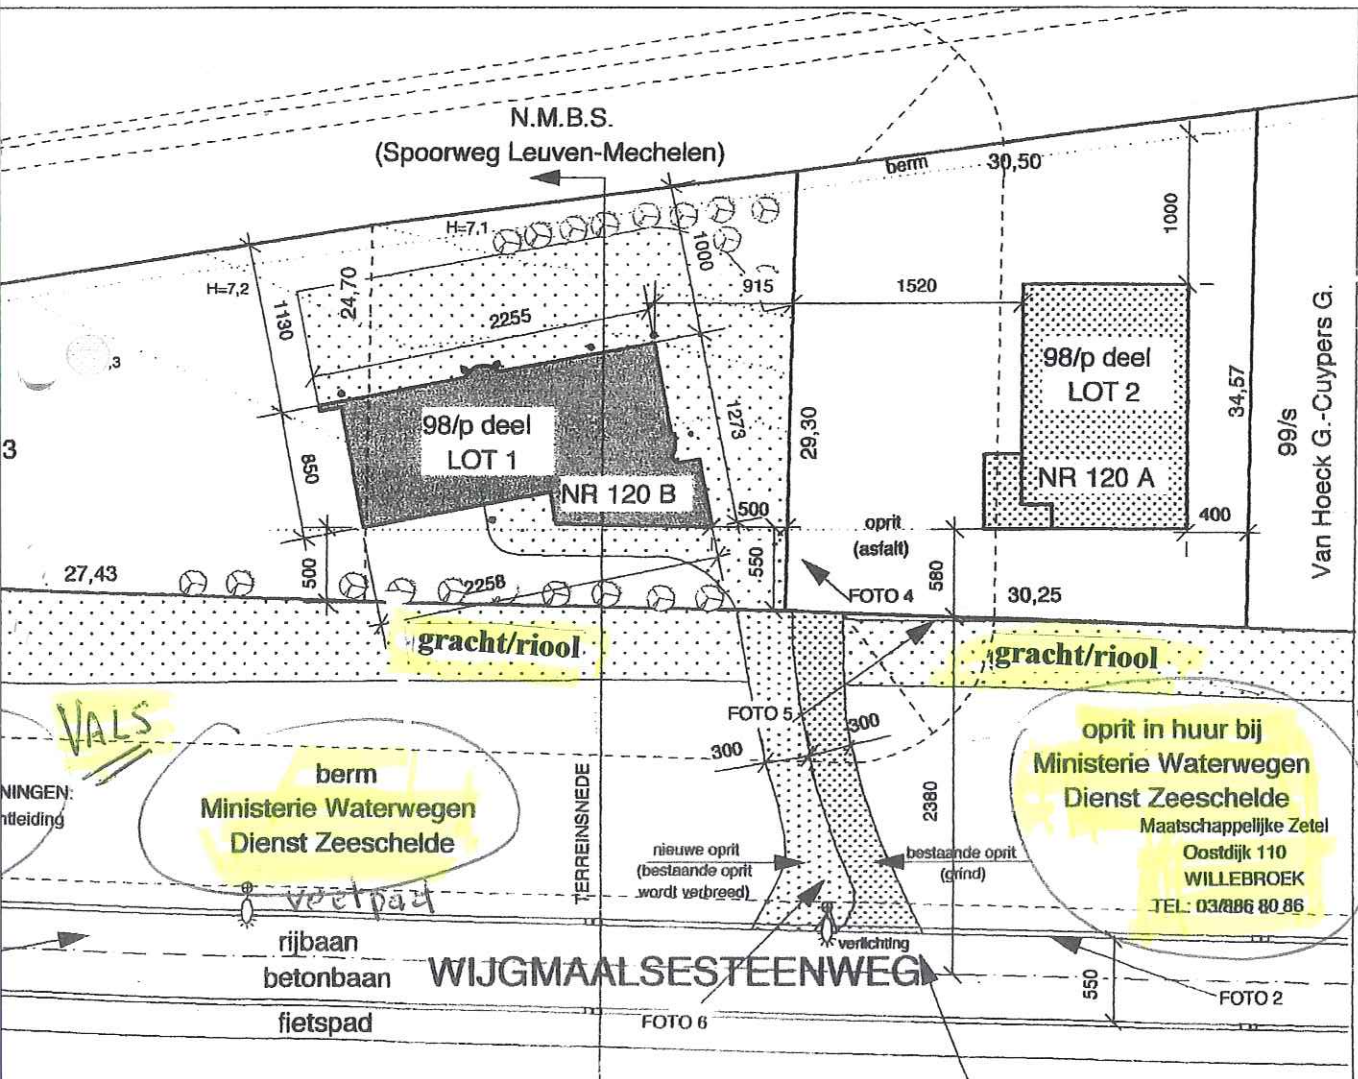 N.M.B.S.
(Spoorweg Leuven-Mechelen)
berm
30,50
H=7,1
H=7,2
1000
1000
1130
24,70
915
1520
2255
,3
98/p deel
LOT 1
NR 120 B
98/p deel
LOT 2
NR 120 A
1273
29,30
34,57
99/s
Van Hoeck G.-Cuypers G.
3
850
500
oprit
(asfalt)
400
27,43
500
2258
550
580
FOTO 4
30,25
gracht/riool
gracht/riool
VALS
FOTO 5
300
300
oprit in huur bij
Ministerie Waterwegen
Dienst Zeeschelde
Maatschappelijke Zetel
Oostdijk 110
WILLEBROEK
TEL: 03/886 80 86
NINGEN:
ntleiding
berm
Ministerie Waterwegen
Dienst Zeeschelde
TERREINSNEDE
2380
nieuwe oprit
(bestaande oprit
wordt verbreed)
bestaande oprit
(grind)
voetpad
verlichting
rijbaan
betonbaan
WIJGMAALSESTEENWEG
fietspad
FOTO 6
550
FOTO 2